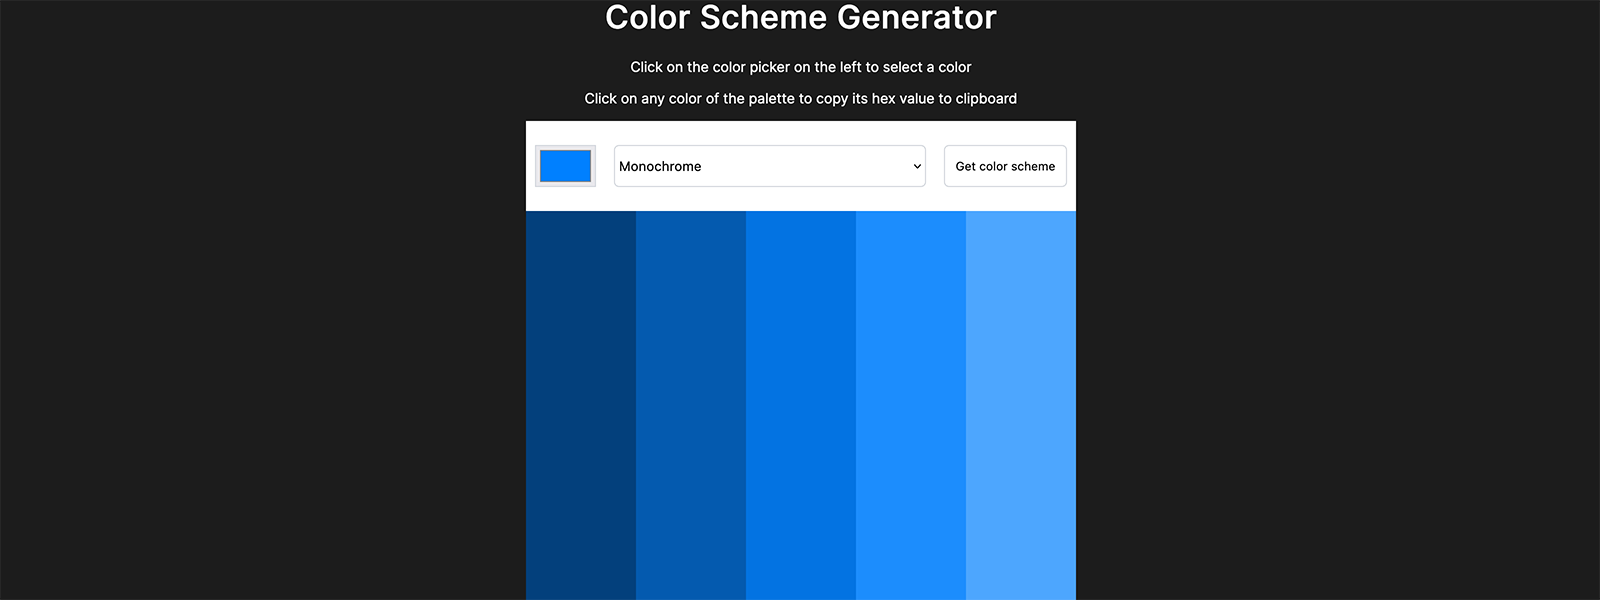 Color Scheme Generator
Click on the color picker on the left to select a color
Click on any color of the palette to copy its hex value to clipboard
Monochrome
Get color scheme